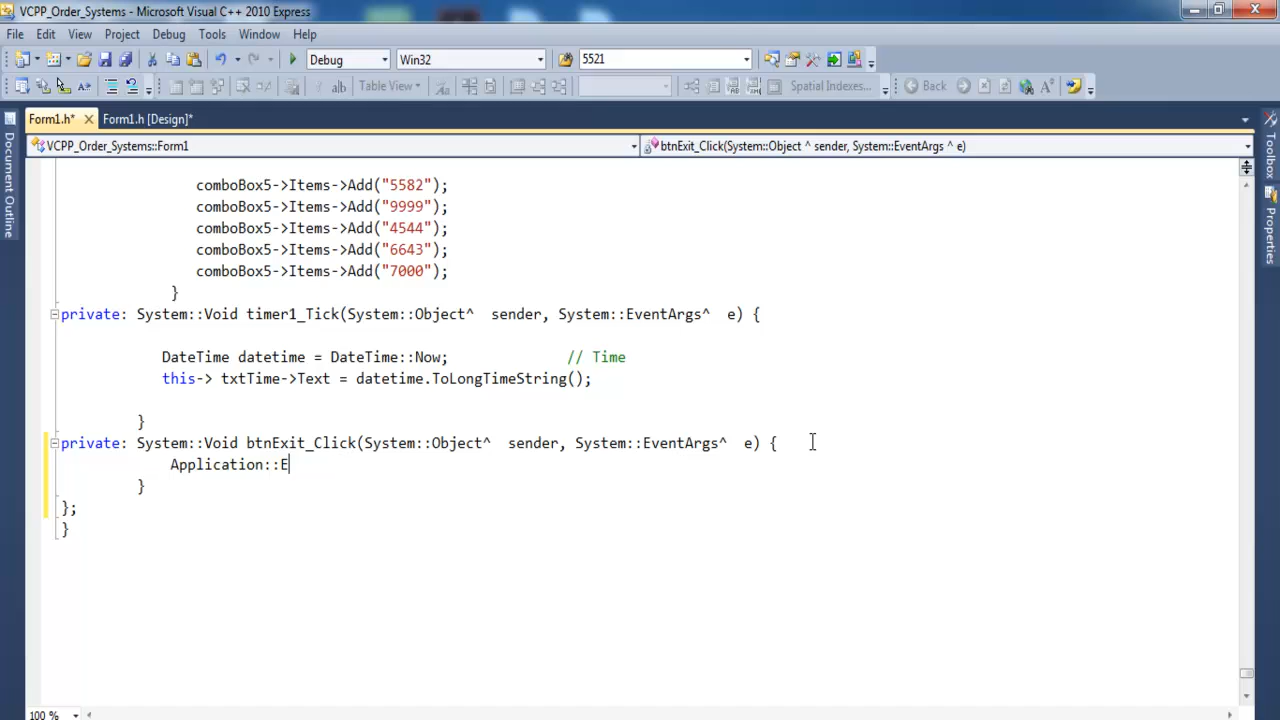 VCPP_Order_Systems - Microsoft Visual C++ 2010 Express
File Edit View Project Debug Tools Window Help
Debug Win32 5521
Table View Spatial Indexes... Back
Form1.h* Form1.h [Design]*
VCPP_Order_Systems::Form1 btnExit_Click(System::Object ^ sender, System::EventArgs ^ e)
Document Outline
Toolbox
Properties
comboBox5->Items->Add("5582");
comboBox5->Items->Add("9999");
comboBox5->Items->Add("4544");
comboBox5->Items->Add("6643");
comboBox5->Items->Add("7000");
}
private: System::Void timer1_Tick(System::Object^ sender, System::EventArgs^ e) {
DateTime datetime = DateTime::Now; // Time
this-> txtTime->Text = datetime.ToLongTimeString();
}
private: System::Void btnExit_Click(System::Object^ sender, System::EventArgs^ e) {
Application::E
}
};
}
100 %